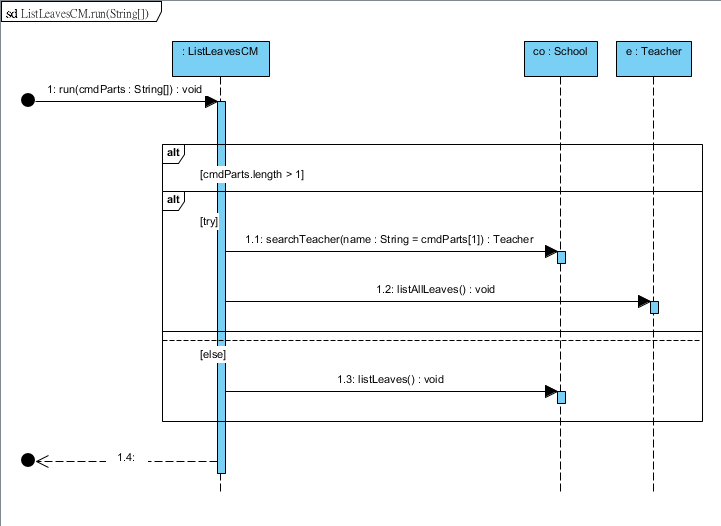 sd ListLeavesCM.run(String[])
: ListLeavesCM
co : School
e : Teacher
1: run(cmdParts : String[]) : void
alt
[cmdParts.length > 1]
alt
[try]
1.1: searchTeacher(name : String = cmdParts[1]) : Teacher
1.2: listAllLeaves() : void
[else]
1.3: listLeaves() : void
1.4: